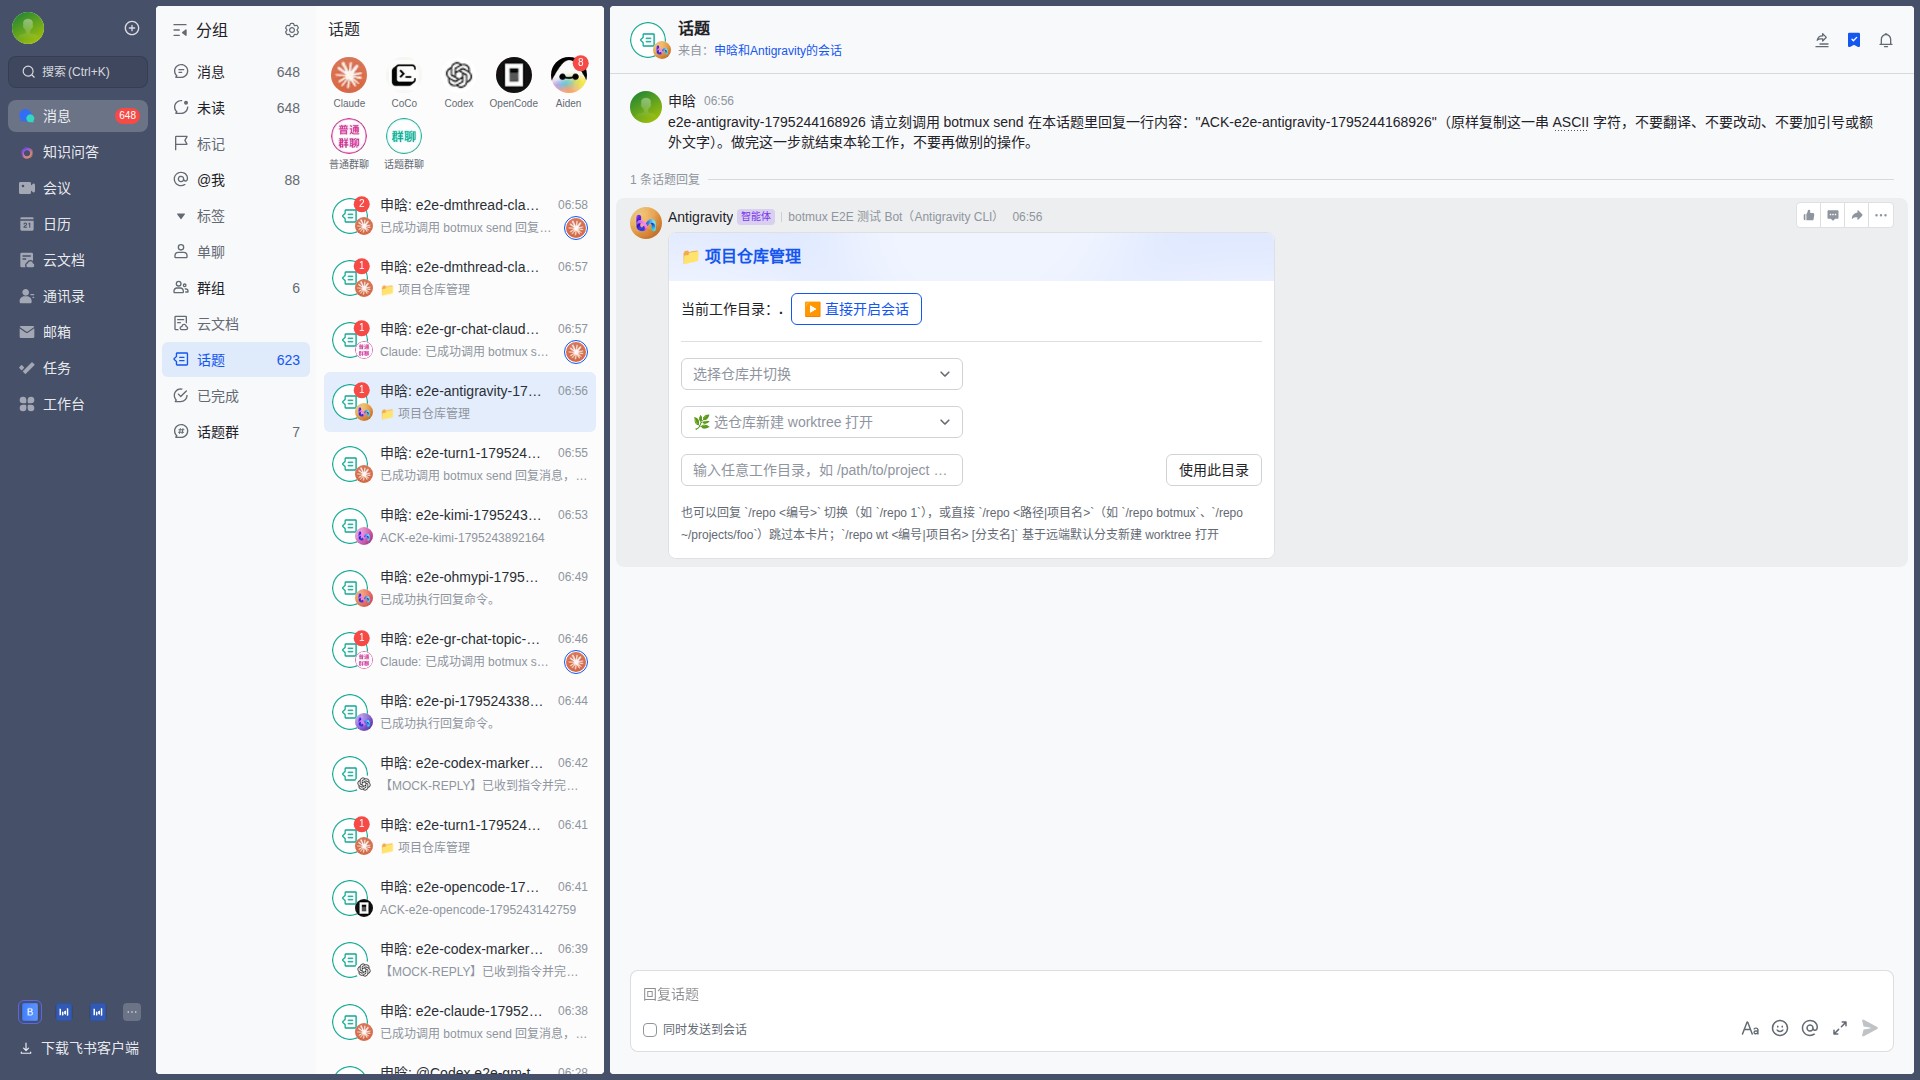 搜索 (Ctrl+K)
消息 648
知识问答
会议
日历
云文档
通讯录
邮箱
任务
工作台
下载飞书客户端
分组
消息 648
未读 648
标记
@我 88
标签
单聊
群组 6
云文档
话题 623
已完成
话题群 7
话题
8
Claude CoCo Codex OpenCode Aiden
普通群聊 群聊
普通群聊 话题群聊
2 申晗: e2e-dmthread-cla... 06:58
已成功调用 botmux send 回复...
1 申晗: e2e-dmthread-cla... 06:57
📁 项目仓库管理
1 申晗: e2e-gr-chat-claud... 06:57
Claude: 已成功调用 botmux s...
1 申晗: e2e-antigravity-17... 06:56
📁 项目仓库管理
申晗: e2e-turn1-179524... 06:55
已成功调用 botmux send 回复消息，...
申晗: e2e-kimi-1795243... 06:53
ACK-e2e-kimi-1795243892164
申晗: e2e-ohmypi-1795... 06:49
已成功执行回复命令。
1 申晗: e2e-gr-chat-topic-... 06:46
Claude: 已成功调用 botmux s...
申晗: e2e-pi-179524338... 06:44
已成功执行回复命令。
申晗: e2e-codex-marker... 06:42
【MOCK-REPLY】已收到指令并完...
1 申晗: e2e-turn1-179524... 06:41
📁 项目仓库管理
申晗: e2e-opencode-17... 06:41
ACK-e2e-opencode-1795243142759
申晗: e2e-codex-marker... 06:39
【MOCK-REPLY】已收到指令并完...
申晗: e2e-claude-17952... 06:38
已成功调用 botmux send 回复消息，...
申晗: @Codex e2e-gm-t... 06:28
话题
来自：申晗和Antigravity的会话
申晗 06:56
e2e-antigravity-1795244168926 请立刻调用 botmux send 在本话题里回复一行内容："ACK-e2e-antigravity-1795244168926"（原样复制这一串 ASCII 字符，不要翻译、不要改动、不要加引号或额
外文字）。做完这一步就结束本轮工作，不要再做别的操作。
1 条话题回复
Antigravity 智能体 | botmux E2E 测试 Bot（Antigravity CLI） 06:56
📁 项目仓库管理
当前工作目录：. ▶️ 直接开启会话
选择仓库并切换
🌿 选仓库新建 worktree 打开
输入任意工作目录，如 /path/to/project ... 使用此目录
也可以回复 `/repo <编号>` 切换（如 `/repo 1`），或直接 `/repo <路径|项目名>`（如 `/repo botmux`、`/repo
~/projects/foo`）跳过本卡片；`/repo wt <编号|项目名> [分支名]` 基于远端默认分支新建 worktree 打开
回复话题
同时发送到会话